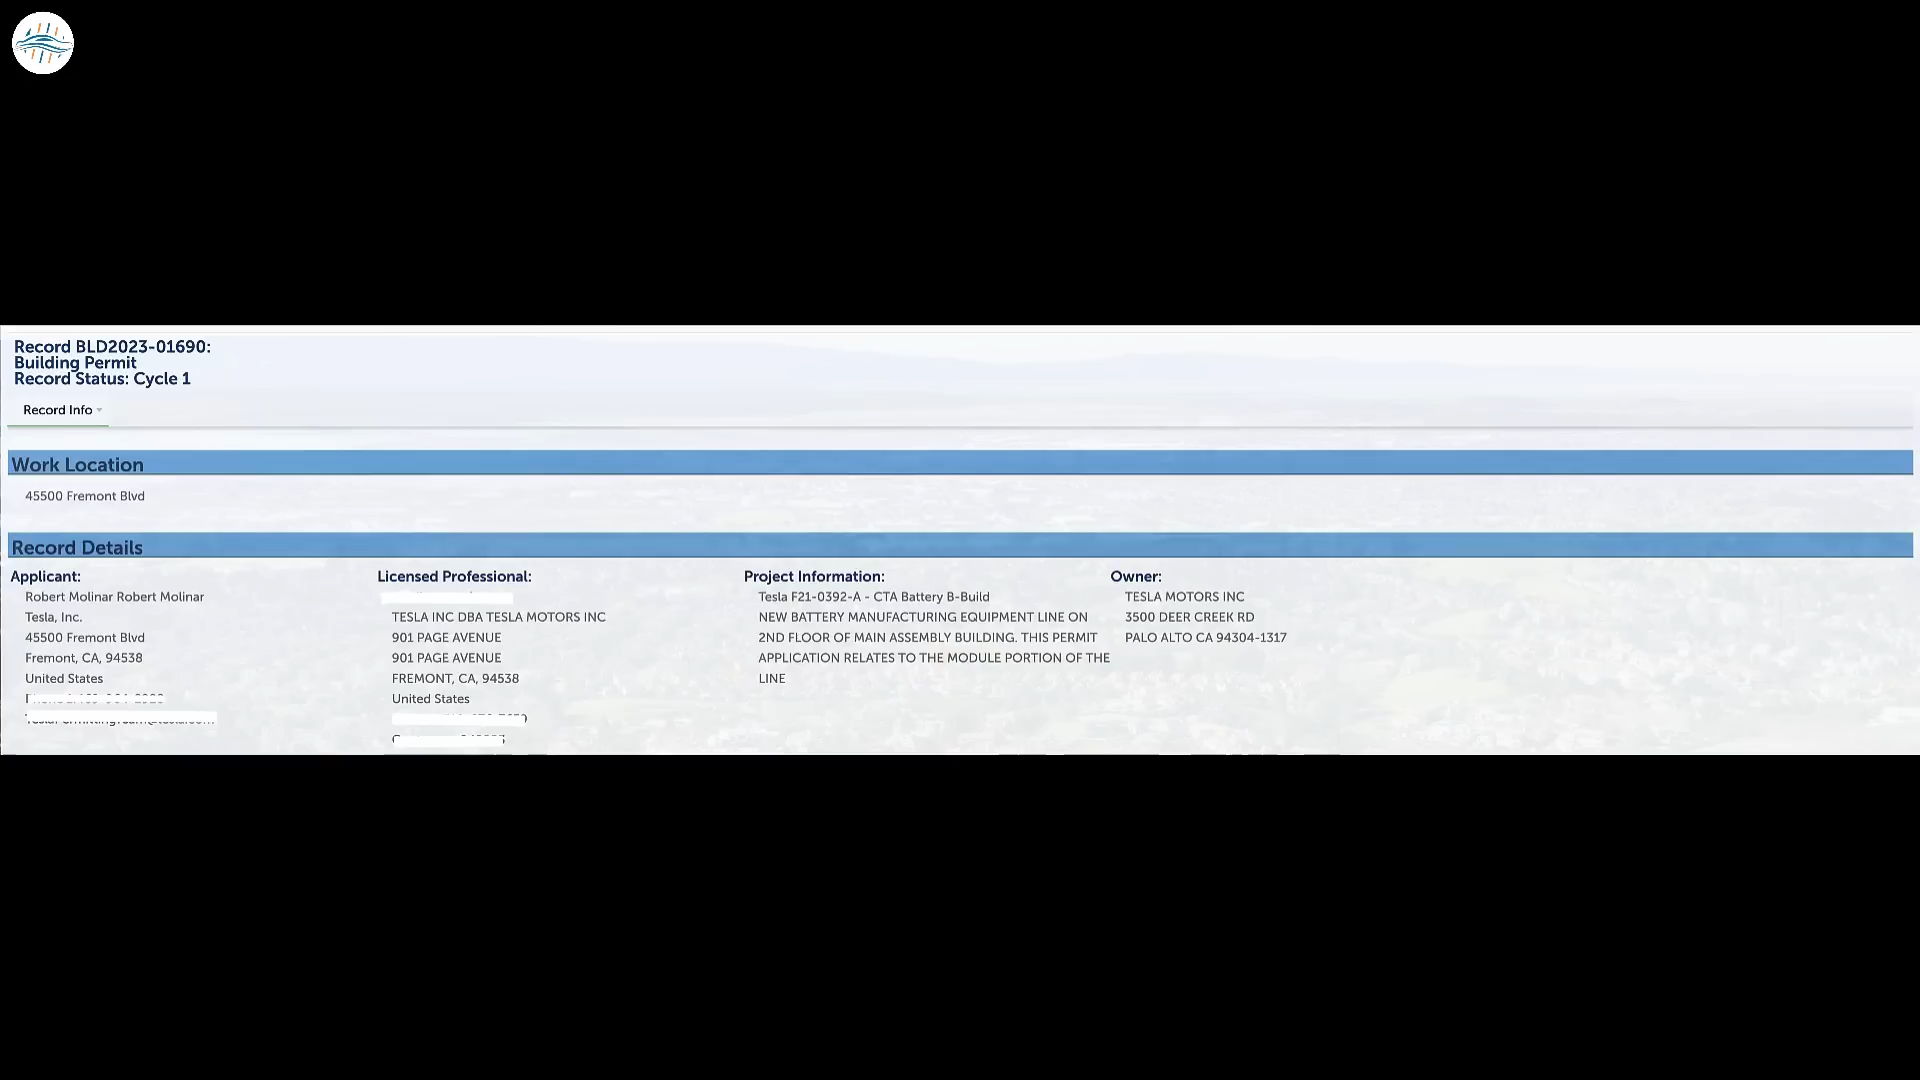 Record BLD2023-01690:
Building Permit
Record Status: Cycle 1
Record Info
Work Location
45500 Fremont Blvd
Record Details
Applicant:
Robert Molinar Robert Molinar
Tesla, Inc.
45500 Fremont Blvd
Fremont, CA, 94538
United States
Licensed Professional:
TESLA INC DBA TESLA MOTORS INC
901 PAGE AVENUE
901 PAGE AVENUE
FREMONT, CA, 94538
United States
Project Information:
Tesla F21-0392-A - CTA Battery B-Build
NEW BATTERY MANUFACTURING EQUIPMENT LINE ON
2ND FLOOR OF MAIN ASSEMBLY BUILDING. THIS PERMIT
APPLICATION RELATES TO THE MODULE PORTION OF THE
LINE
Owner:
TESLA MOTORS INC
3500 DEER CREEK RD
PALO ALTO CA 94304-1317